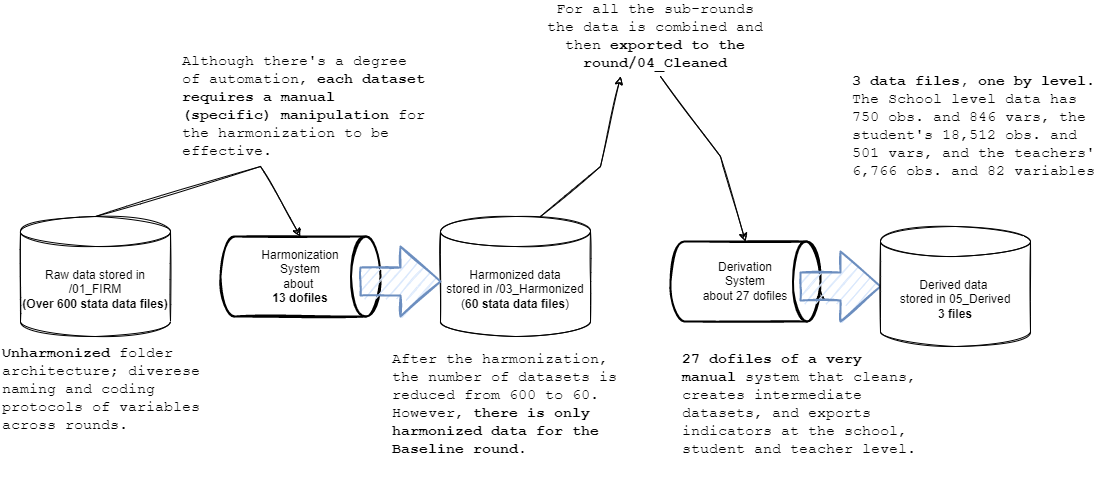 For all the sub-rounds
the data is combined and
then exported to the
round/04_Cleaned
Although there's a degree
of automation, each dataset
requires a manual
(specific) manipulation for
the harmonization to be
effective.
3 data files, one by level.
The School level data has
750 obs. and 846 vars, the
student's 18,512 obs. and
501 vars, and the teachers'
6,766 obs. and 82 variables
Raw data stored in
/01_FIRM
(Over 600 stata data files)
Harmonization
System
about
13 dofiles
Harmonized data
stored in /03_Harmonized
(60 stata data files)
Derivation
System
about 27 dofiles
Derived data
stored in 05_Derived
3 files
Unharmonized folder
architecture; diverese
naming and coding
protocols of variables
across rounds.
After the harmonization,
the number of datasets is
reduced from 600 to 60.
However, there is only
harmonized data for the
Baseline round.
27 dofiles of a very
manual system that cleans,
creates intermediate
datasets, and exports
indicators at the school,
student and teacher level.